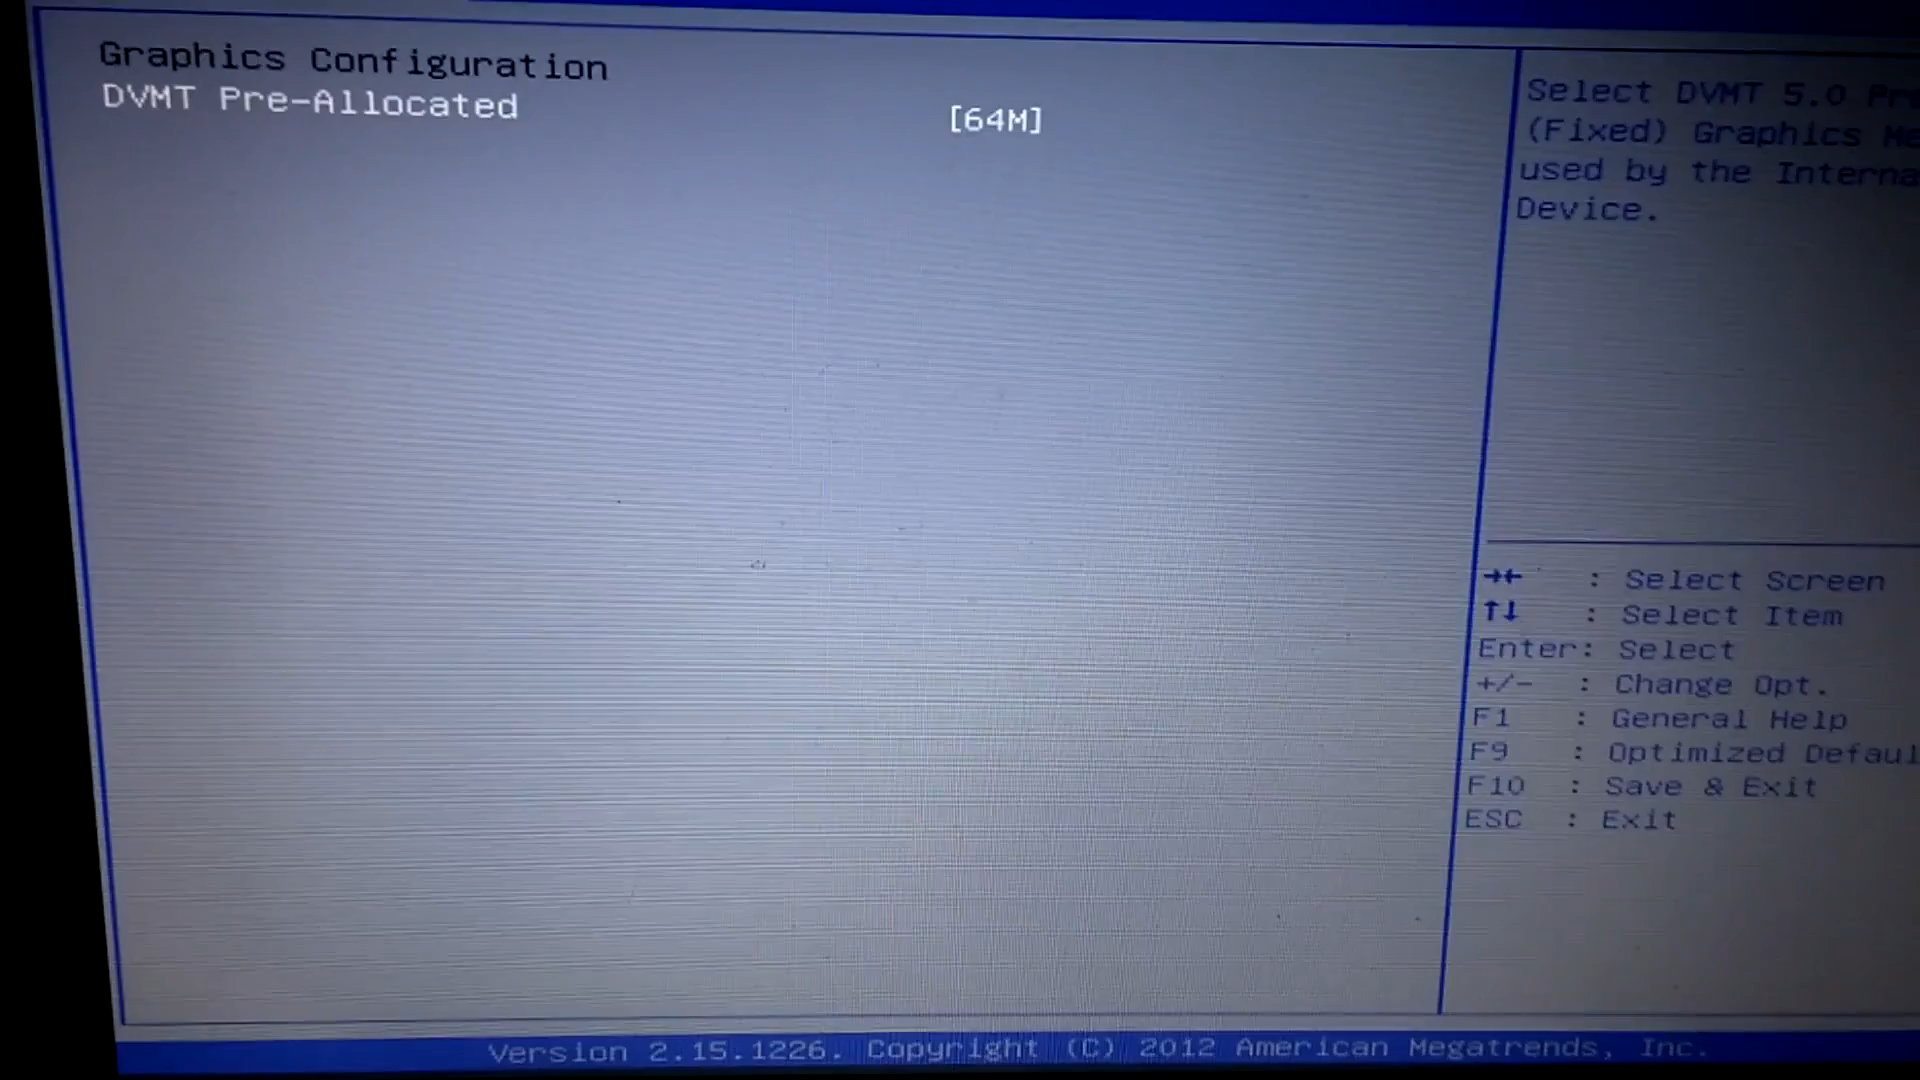 Graphics Configuration
DVMT Pre-Allocated [64M]
Select DVMT 5.0
(Fixed) Graphics
used by the
Device.
→← : Select Screen
↑↓ : Select Item
Enter: Select
+/- : Change Opt.
F1 : General Help
F9 : Optimized
F10 : Save & Exit
ESC : Exit
Version 2.15.1226. Copyright (C) 2012 American Megatrends, Inc.